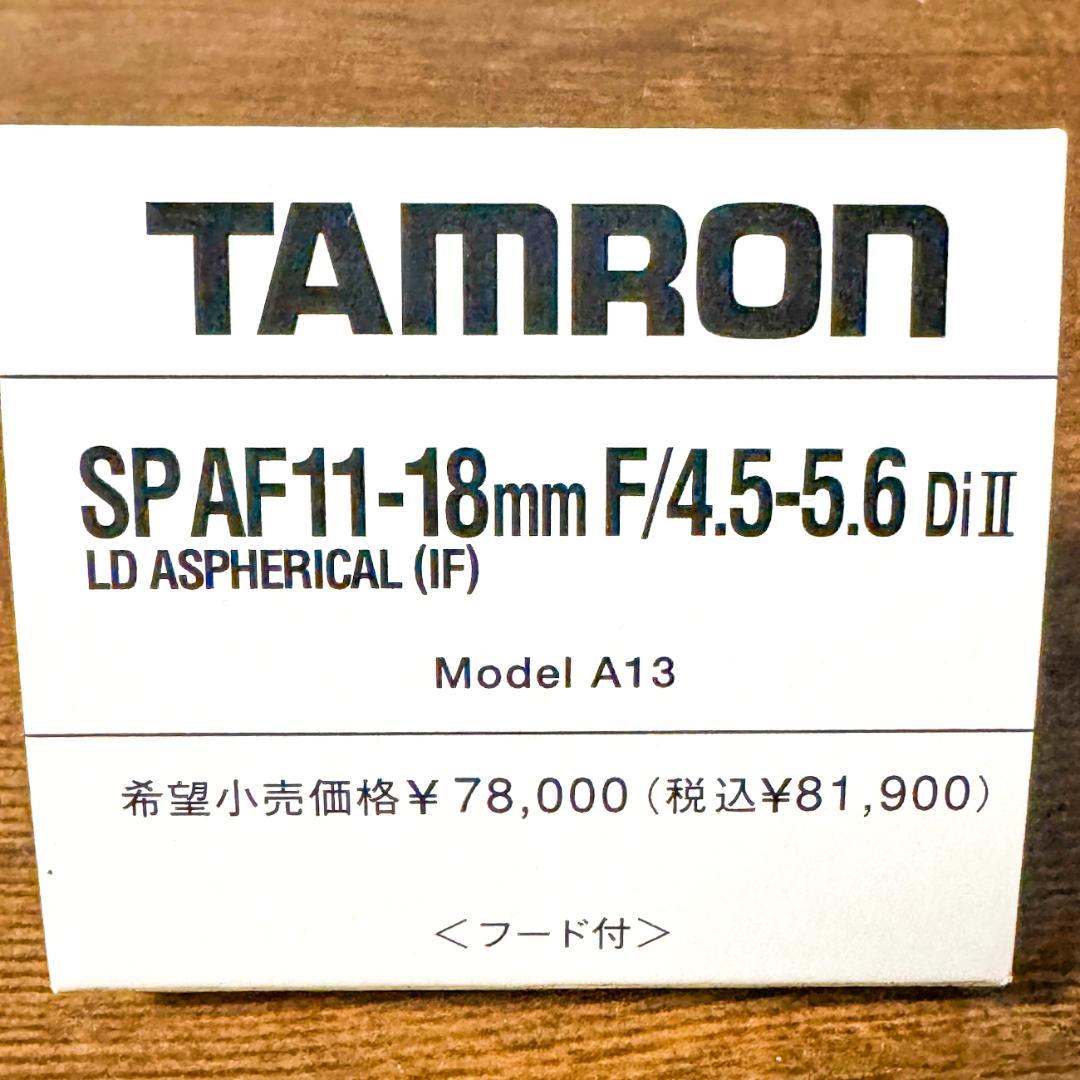 TAMRON
SP AF11-18mm F/4.5-5.6 Di Ⅱ
LD ASPHERICAL (IF)
Model A13
希望小売価格¥78,000（税込¥81,900）
＜フード付＞